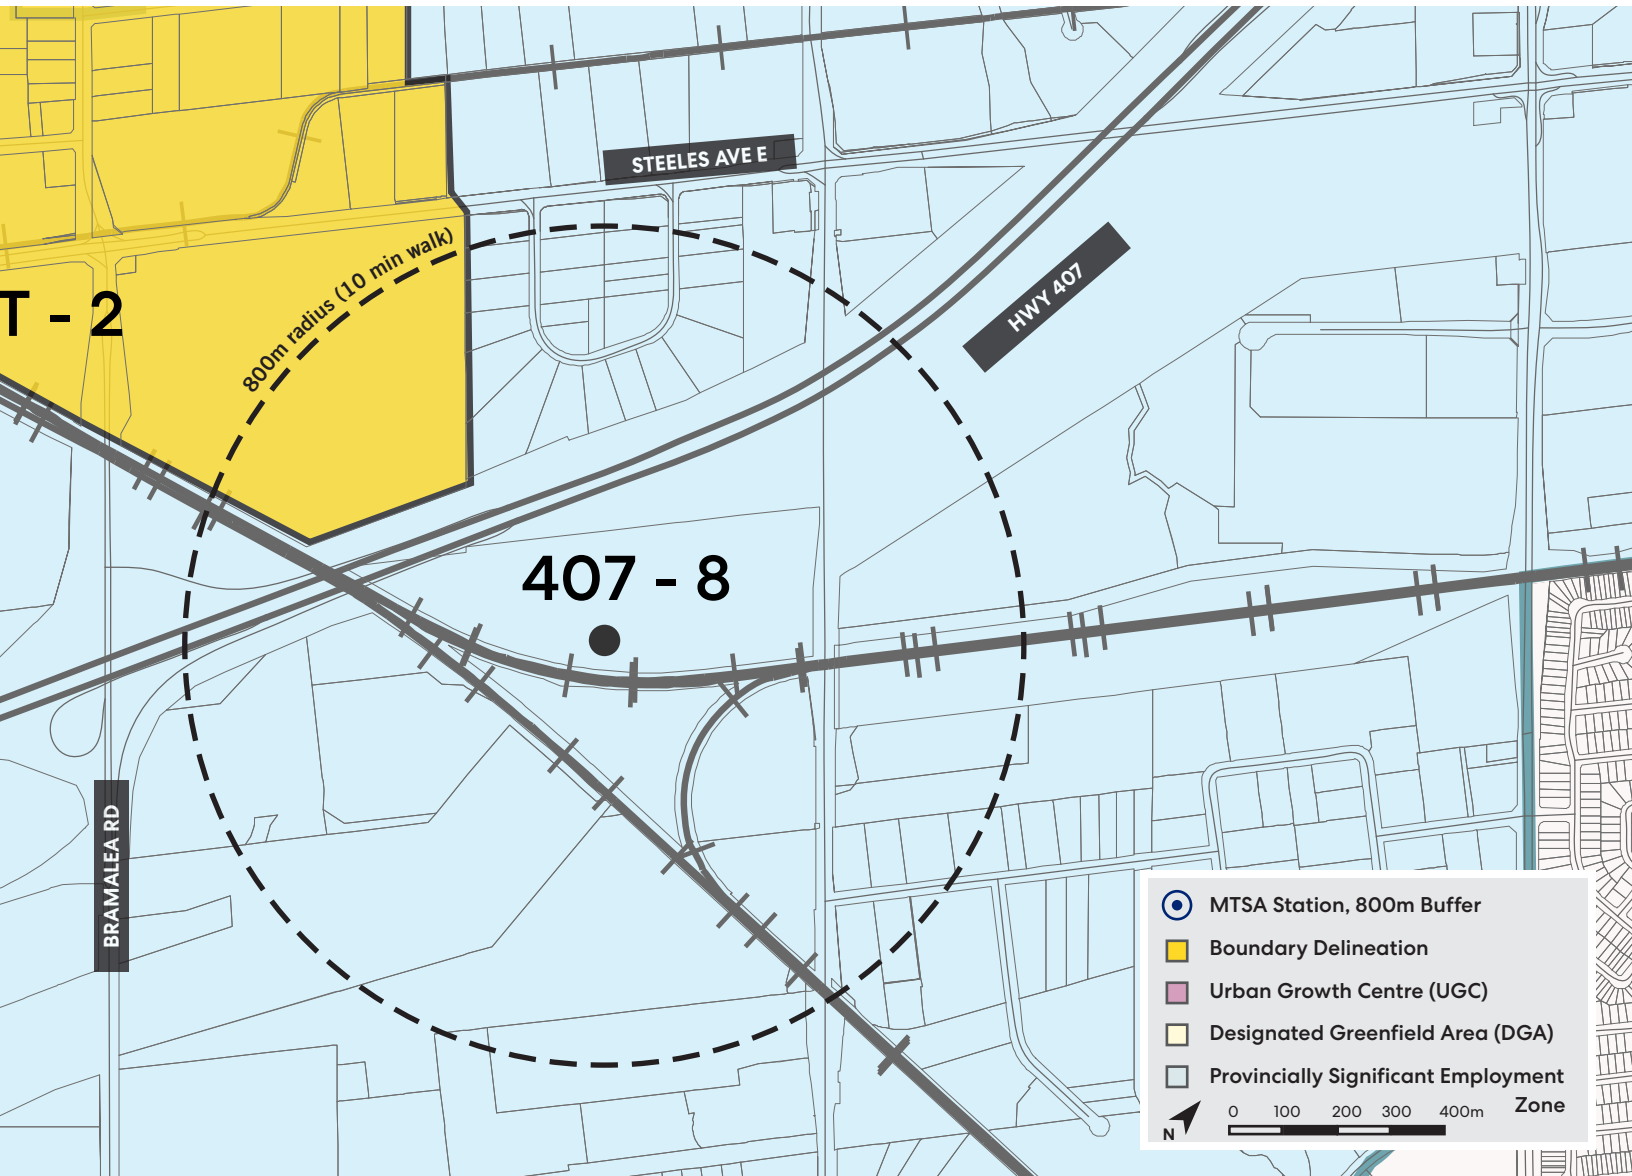 STEELES AVE E
800m radius (10 min walk)
HWY 407
T - 2
407 - 8
BRAMALEA RD
MTSA Station, 800m Buffer
Boundary Delineation
Urban Growth Centre (UGC)
Designated Greenfield Area (DGA)
Provincially Significant Employment
Zone
0 100 200 300 400m
N